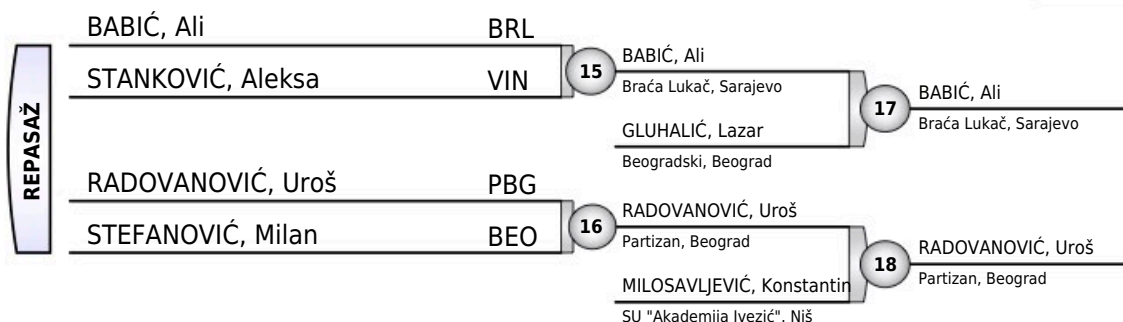 REPASAŽ
BABIĆ, Ali BRL
STANKOVIĆ, Aleksa VIN
RADOVANOVIĆ, Uroš PBG
STEFANOVIĆ, Milan BEO
15
BABIĆ, Ali
Braća Lukač, Sarajevo
GLUHALIĆ, Lazar
Beogradski, Beograd
16
RADOVANOVIĆ, Uroš
Partizan, Beograd
MILOSAVLJEVIĆ, Konstantin
SU "Akademija Ivezić", Niš
17
BABIĆ, Ali
Braća Lukač, Sarajevo
18
RADOVANOVIĆ, Uroš
Partizan, Beograd